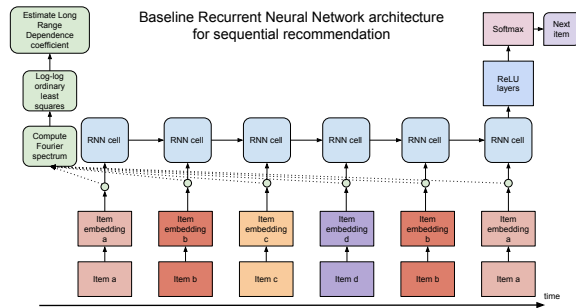 Baseline Recurrent Neural Network architecture
for sequential recommendation
Estimate Long
Range
Dependence
coefficient
Log-log
ordinary
least
squares
Compute
Fourier
spectrum
RNN cell
RNN cell
RNN cell
RNN cell
RNN cell
RNN cell
Softmax
Next
item
ReLU
layers
Item
embedding
a
Item
embedding
b
Item
embedding
c
Item
embedding
d
Item
embedding
b
Item
embedding
a
Item a
Item b
Item c
Item d
Item b
Item a
time